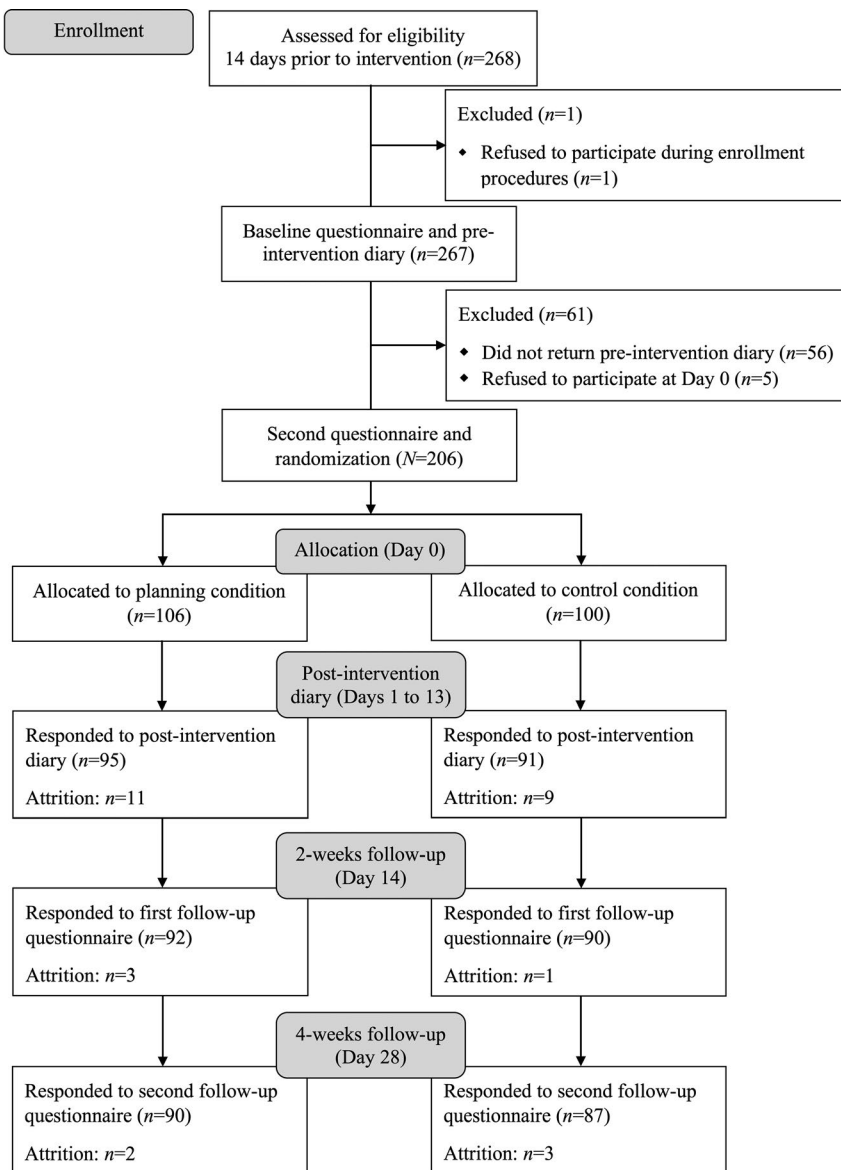 Enrollment
Assessed for eligibility
14 days prior to intervention (n=268)
Excluded (n=1)
⬥ Refused to participate during enrollment
procedures (n=1)
Baseline questionnaire and pre-
intervention diary (n=267)
Excluded (n=61)
⬥ Did not return pre-intervention diary (n=56)
⬥ Refused to participate at Day 0 (n=5)
Second questionnaire and
randomization (N=206)
Allocation (Day 0)
Allocated to planning condition
(n=106)
Allocated to control condition
(n=100)
Post-intervention
diary (Days 1 to 13)
Responded to post-intervention
diary (n=95)
Attrition: n=11
Responded to post-intervention
diary (n=91)
Attrition: n=9
2-weeks follow-up
(Day 14)
Responded to first follow-up
questionnaire (n=92)
Attrition: n=3
Responded to first follow-up
questionnaire (n=90)
Attrition: n=1
4-weeks follow-up
(Day 28)
Responded to second follow-up
questionnaire (n=90)
Attrition: n=2
Responded to second follow-up
questionnaire (n=87)
Attrition: n=3